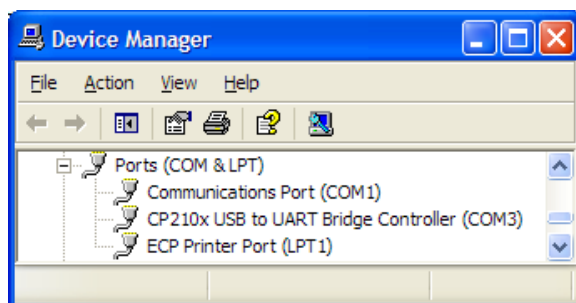 Device Manager
File Action View Help
Ports (COM & LPT)
Communications Port (COM1)
CP210x USB to UART Bridge Controller (COM3)
ECP Printer Port (LPT1)